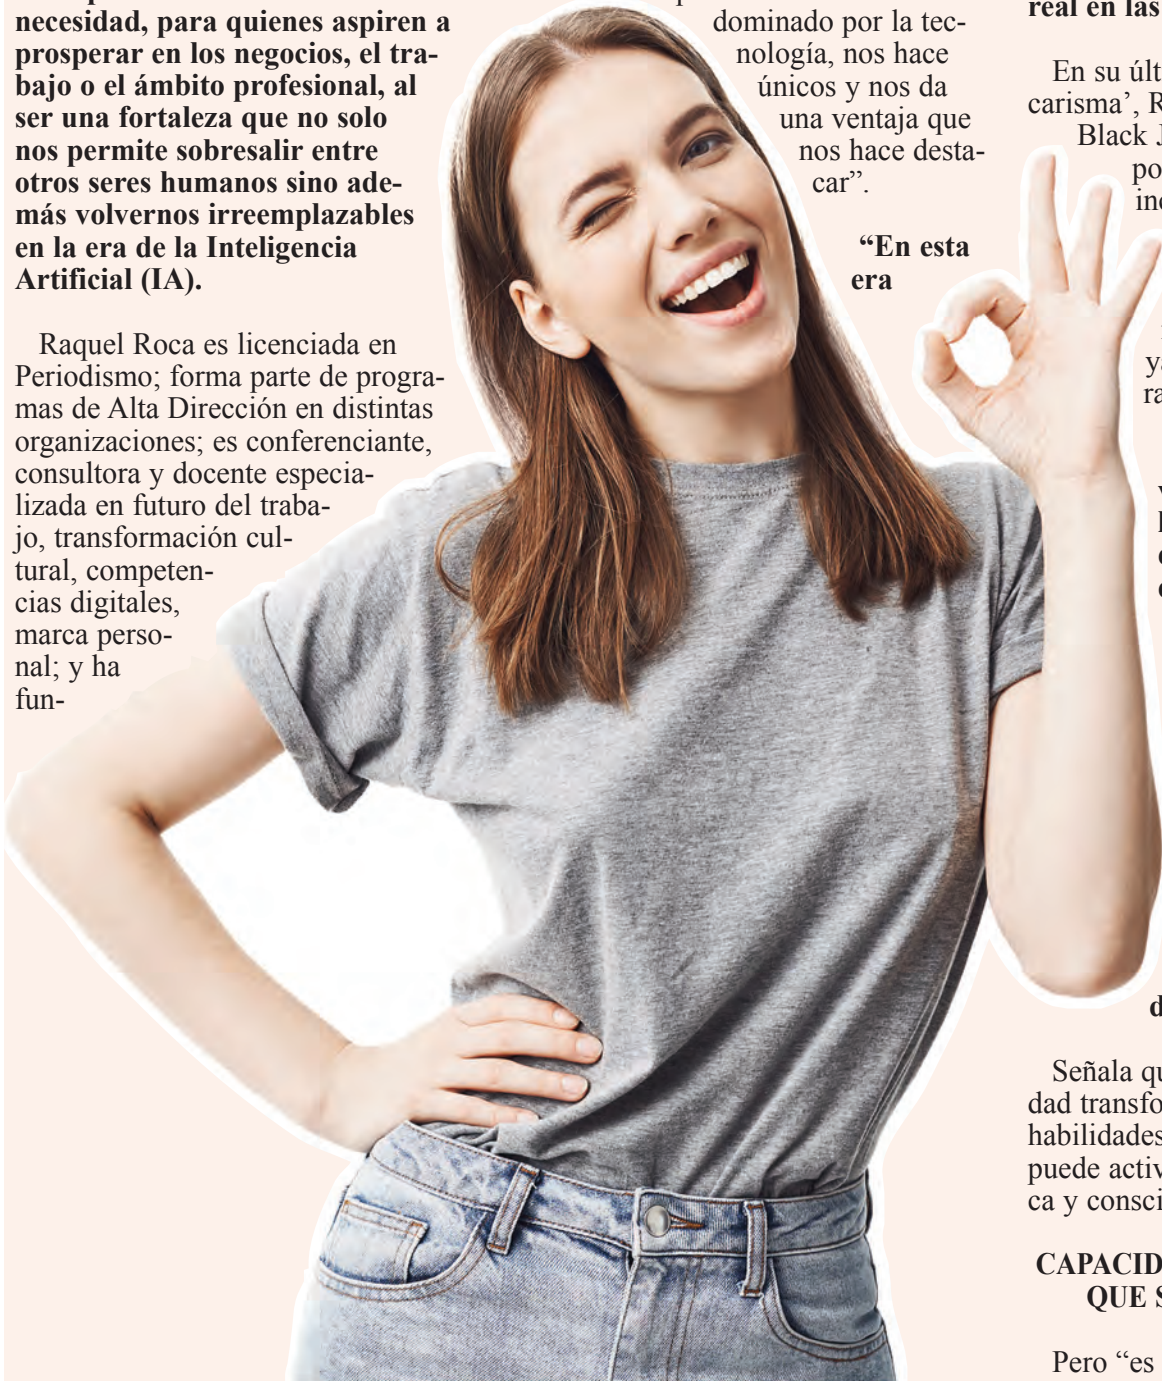 necesidad, para quienes aspiren a
prosperar en los negocios, el tra-
bajo o el ámbito profesional, al
ser una fortaleza que no solo
nos permite sobresalir entre
otros seres humanos sino ade-
más volvernos irreemplazables
en la era de la Inteligencia
Artificial (IA).
Raquel Roca es licenciada en
Periodismo; forma parte de progra-
mas de Alta Dirección en distintas
organizaciones; es conferenciante,
consultora y docente especia-
lizada en futuro del traba-
jo, transformación cul-
tural, competen-
cias digitales,
marca perso-
nal; y ha
fun-
dominado por la tec-
nología, nos hace
únicos y nos da
una ventaja que
nos hace desta-
car”.
“En esta
era
real en las
En su últ
carisma’, R
Black J
po
Señala qu
dad transfo
habilidades
puede activ
ca y consci
CAPACID
QUE S
Pero “es